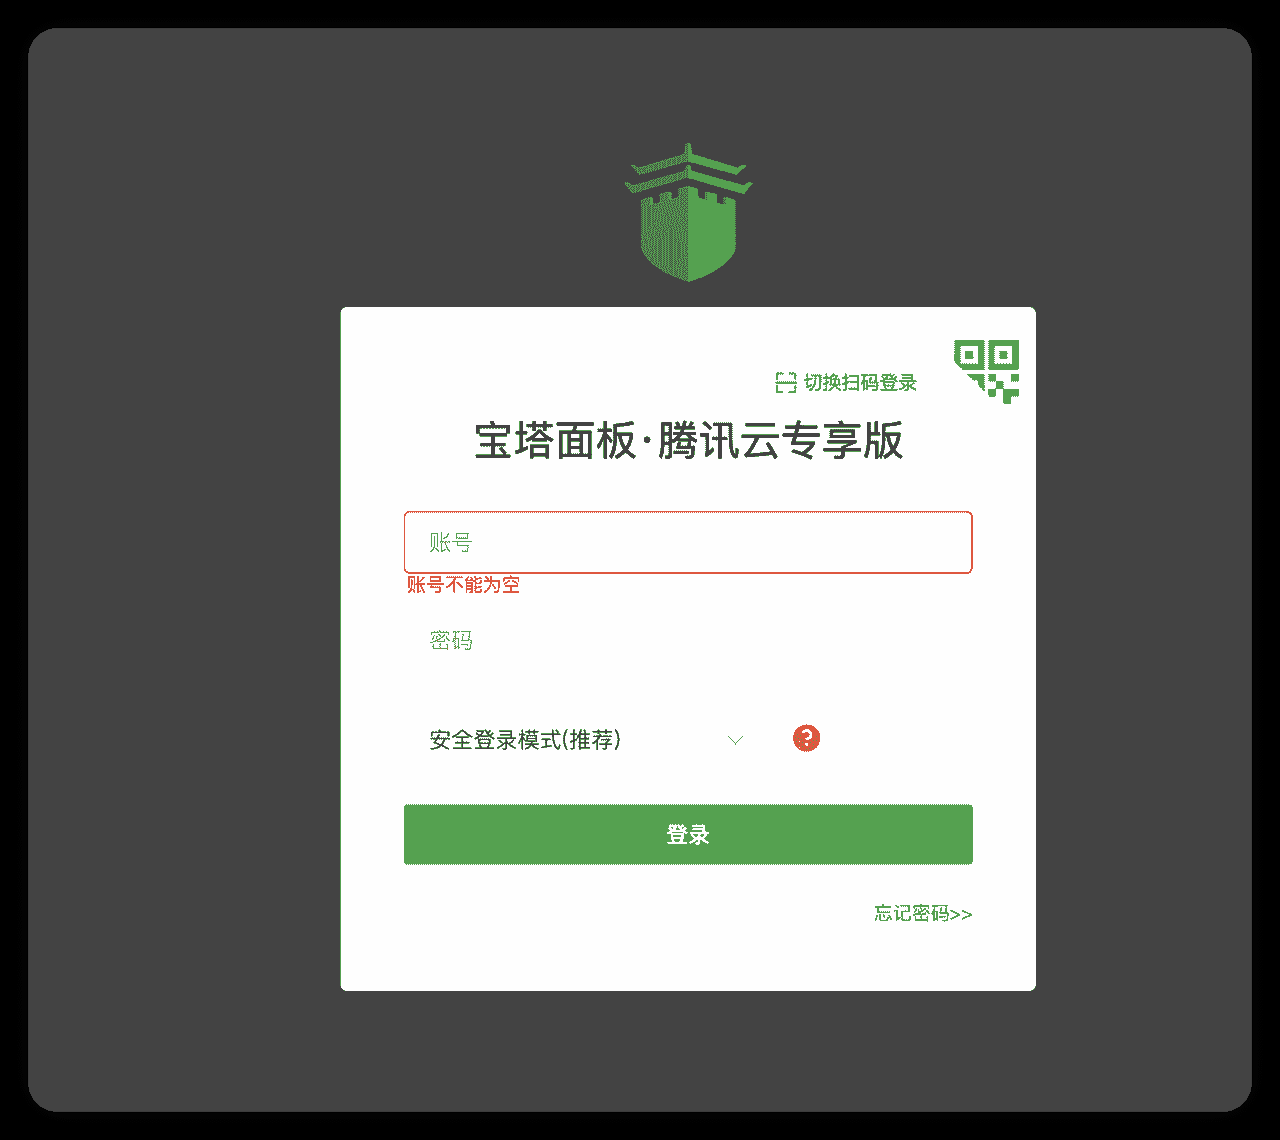 切换扫码登录
宝塔面板·腾讯云专享版
账号
账号不能为空
密码
安全登录模式(推荐)
登录
忘记密码>>